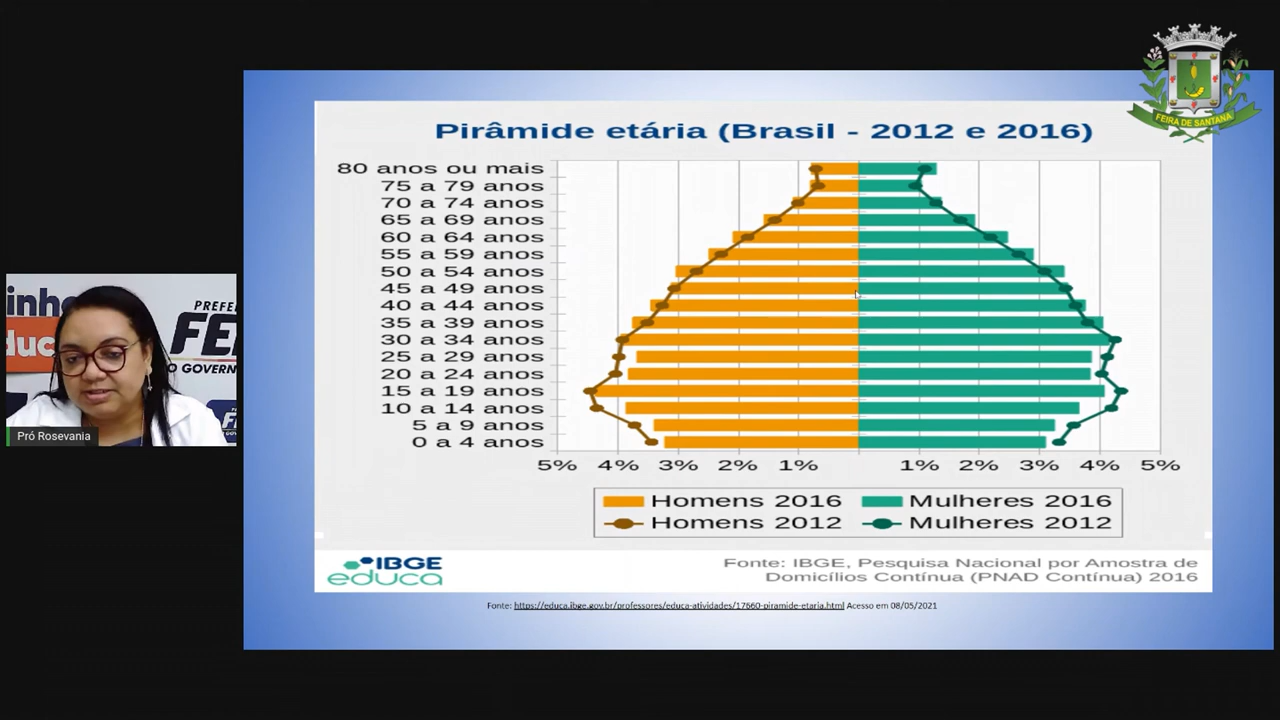 FEIRA DE SANTANA
Pirâmide etária (Brasil - 2012 e 2016)
80 anos ou mais
75 a 79 anos
70 a 74 anos
65 a 69 anos
60 a 64 anos
55 a 59 anos
50 a 54 anos
45 a 49 anos
40 a 44 anos
35 a 39 anos
30 a 34 anos
25 a 29 anos
20 a 24 anos
15 a 19 anos
10 a 14 anos
5 a 9 anos
0 a 4 anos
5% 4% 3% 2% 1% 1% 2% 3% 4% 5%
Homens 2016 Mulheres 2016
Homens 2012 Mulheres 2012
IBGE
educa
Fonte: IBGE, Pesquisa Nacional por Amostra de
Domicílios Contínua (PNAD Contínua) 2016
Fonte: https://educa.ibge.gov.br/professores/educa-atividades/17660-piramide-etaria.html Acesso em 08/05/2021
inho
duc
PREFE
FE
O GOVERN
Pró Rosevania